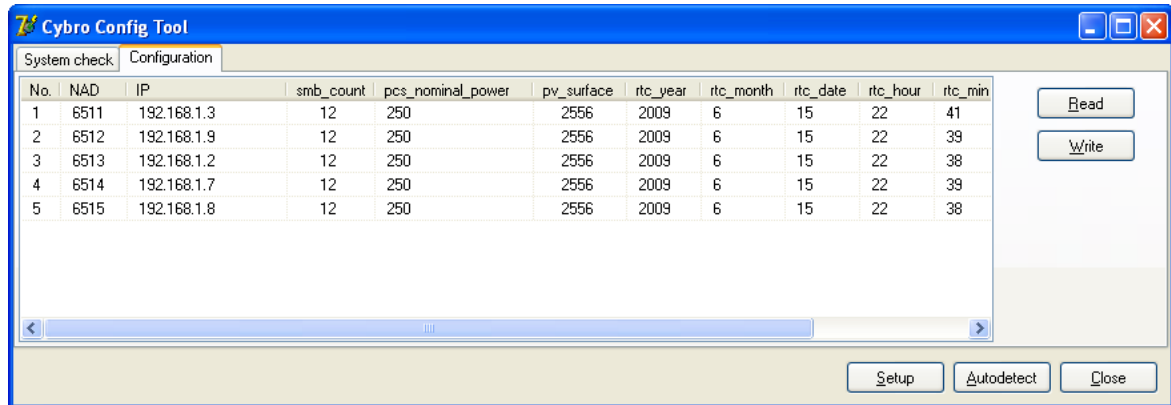 Cybro Config Tool
System check Configuration
No. NAD IP smb_count pcs_nominal_power pv_surface rtc_year rtc_month rtc_date rtc_hour rtc_min
1 6511 192.168.1.3 12 250 2556 2009 6 15 22 41
2 6512 192.168.1.9 12 250 2556 2009 6 15 22 39
3 6513 192.168.1.2 12 250 2556 2009 6 15 22 38
4 6514 192.168.1.7 12 250 2556 2009 6 15 22 39
5 6515 192.168.1.8 12 250 2556 2009 6 15 22 38
Read
Write
Setup Autodetect Close